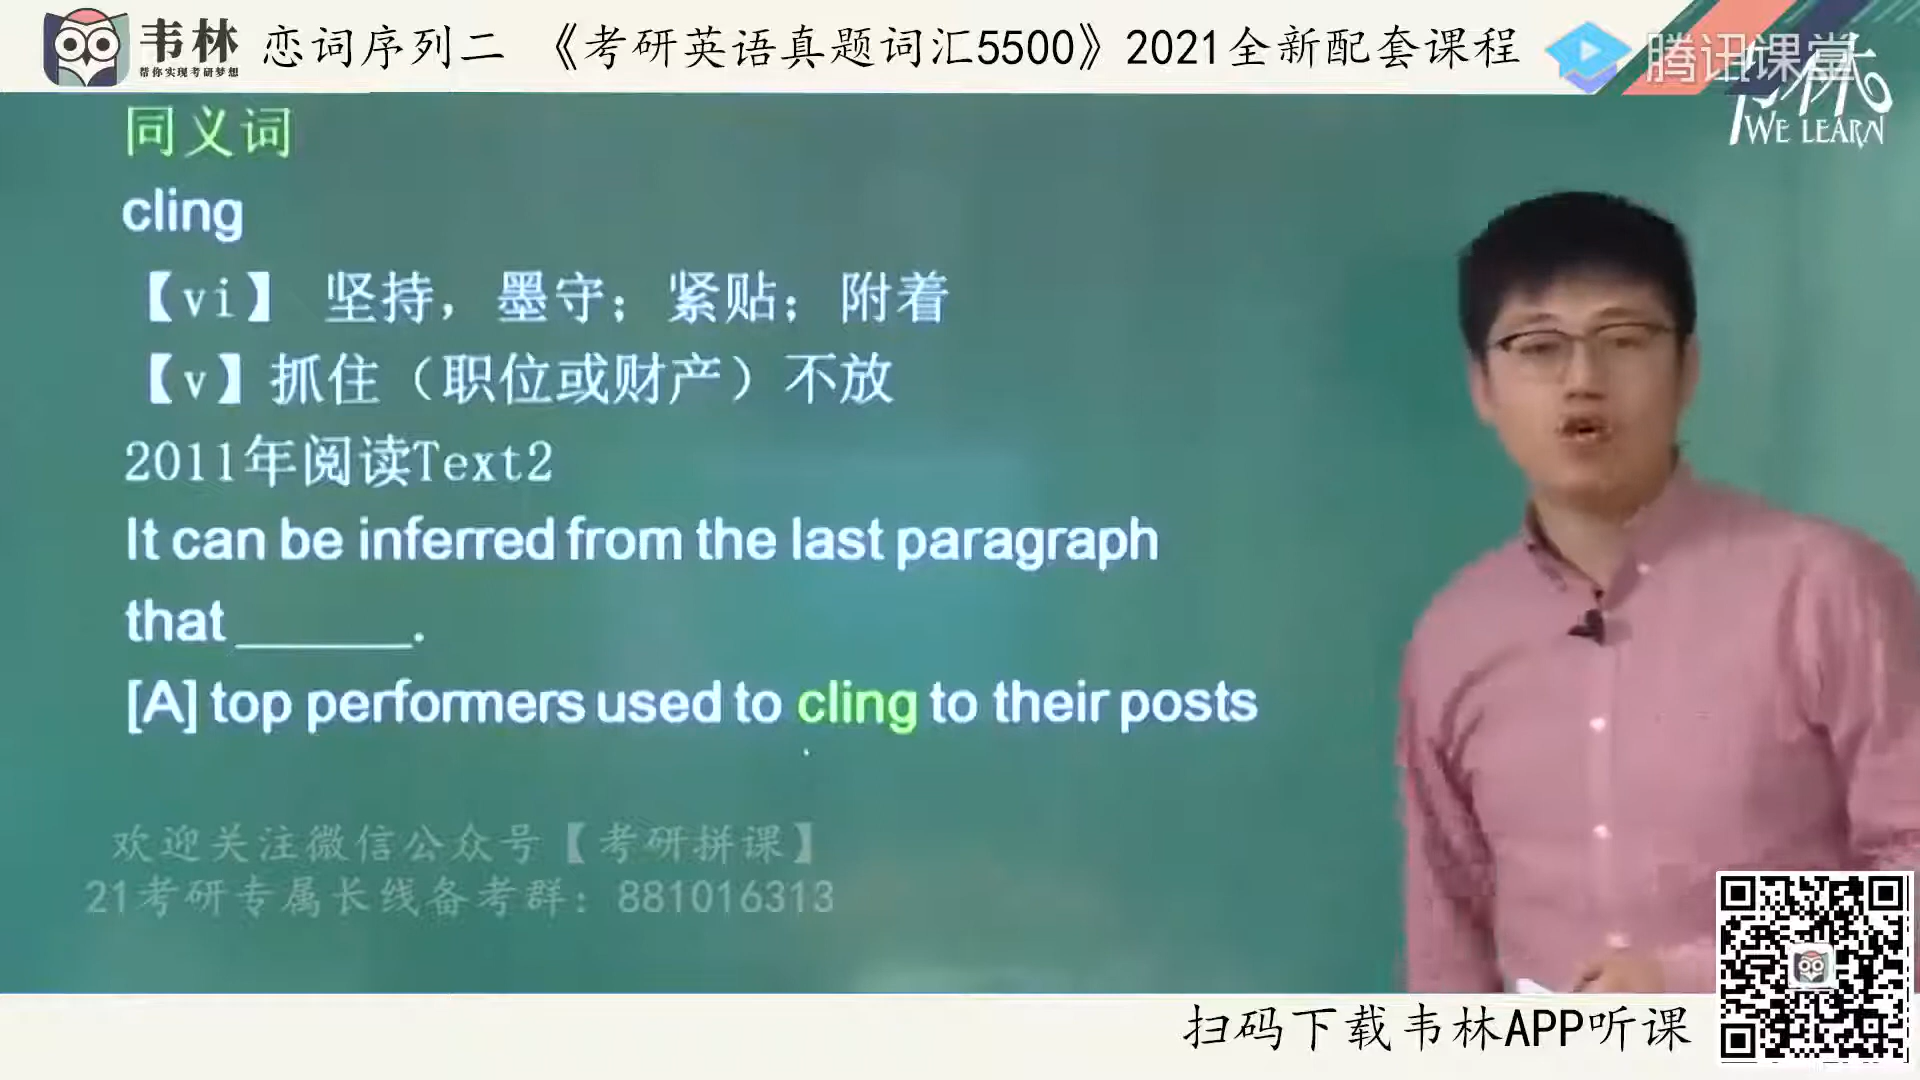 韦林
帮你实现考研梦想
恋词序列二 《考研英语真题词汇5500》2021全新配套课程
腾讯课堂
韦林
WE LEARN
同义词
cling
【vi】 坚持，墨守；紧贴；附着
【v】抓住（职位或财产）不放
2011年阅读Text2
It can be inferred from the last paragraph
that ______.
[A] top performers used to cling to their posts
欢迎关注微信公众号【考研拼课】
21考研专属长线备考群：881016313
扫码下载韦林APP听课